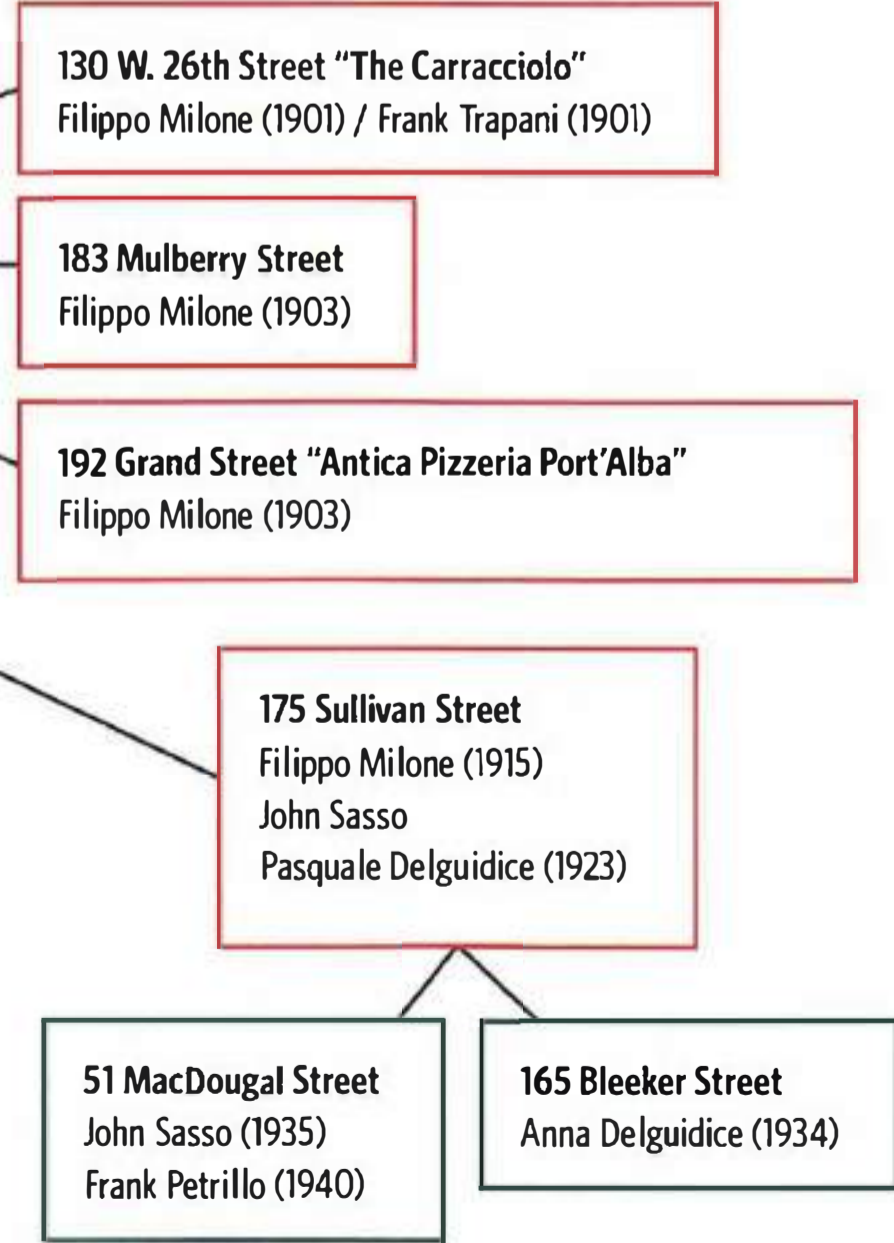 130 W. 26th Street “The Carracciolo”
Filippo Milone (1901) / Frank Trapani (1901)
183 Mulberry Street
Filippo Milone (1903)
192 Grand Street “Antica Pizzeria Port’Alba”
Filippo Milone (1903)
175 Sullivan Street
Filippo Milone (1915)
John Sasso
Pasquale Delguidice (1923)
51 MacDougal Street
John Sasso (1935)
Frank Petrillo (1940)
165 Bleeker Street
Anna Delguidice (1934)